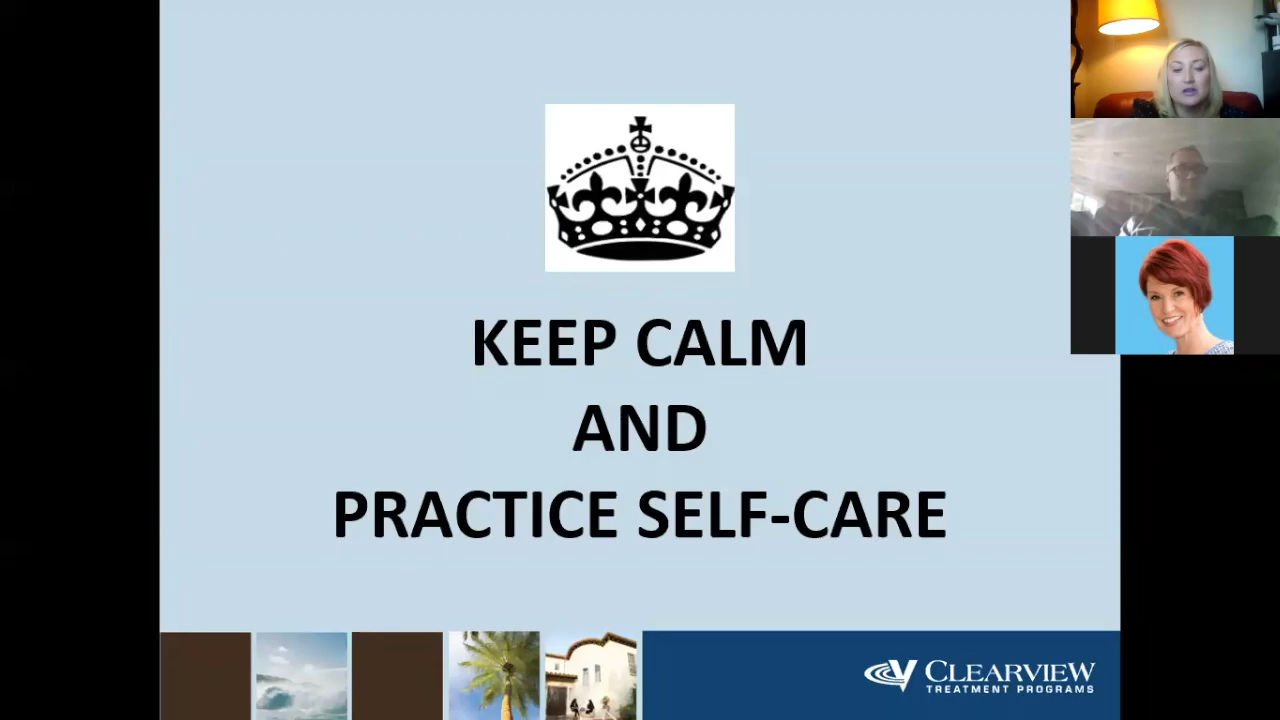 KEEP CALM
AND
PRACTICE SELF-CARE
CLEARVIEW
TREATMENT PROGRAMS